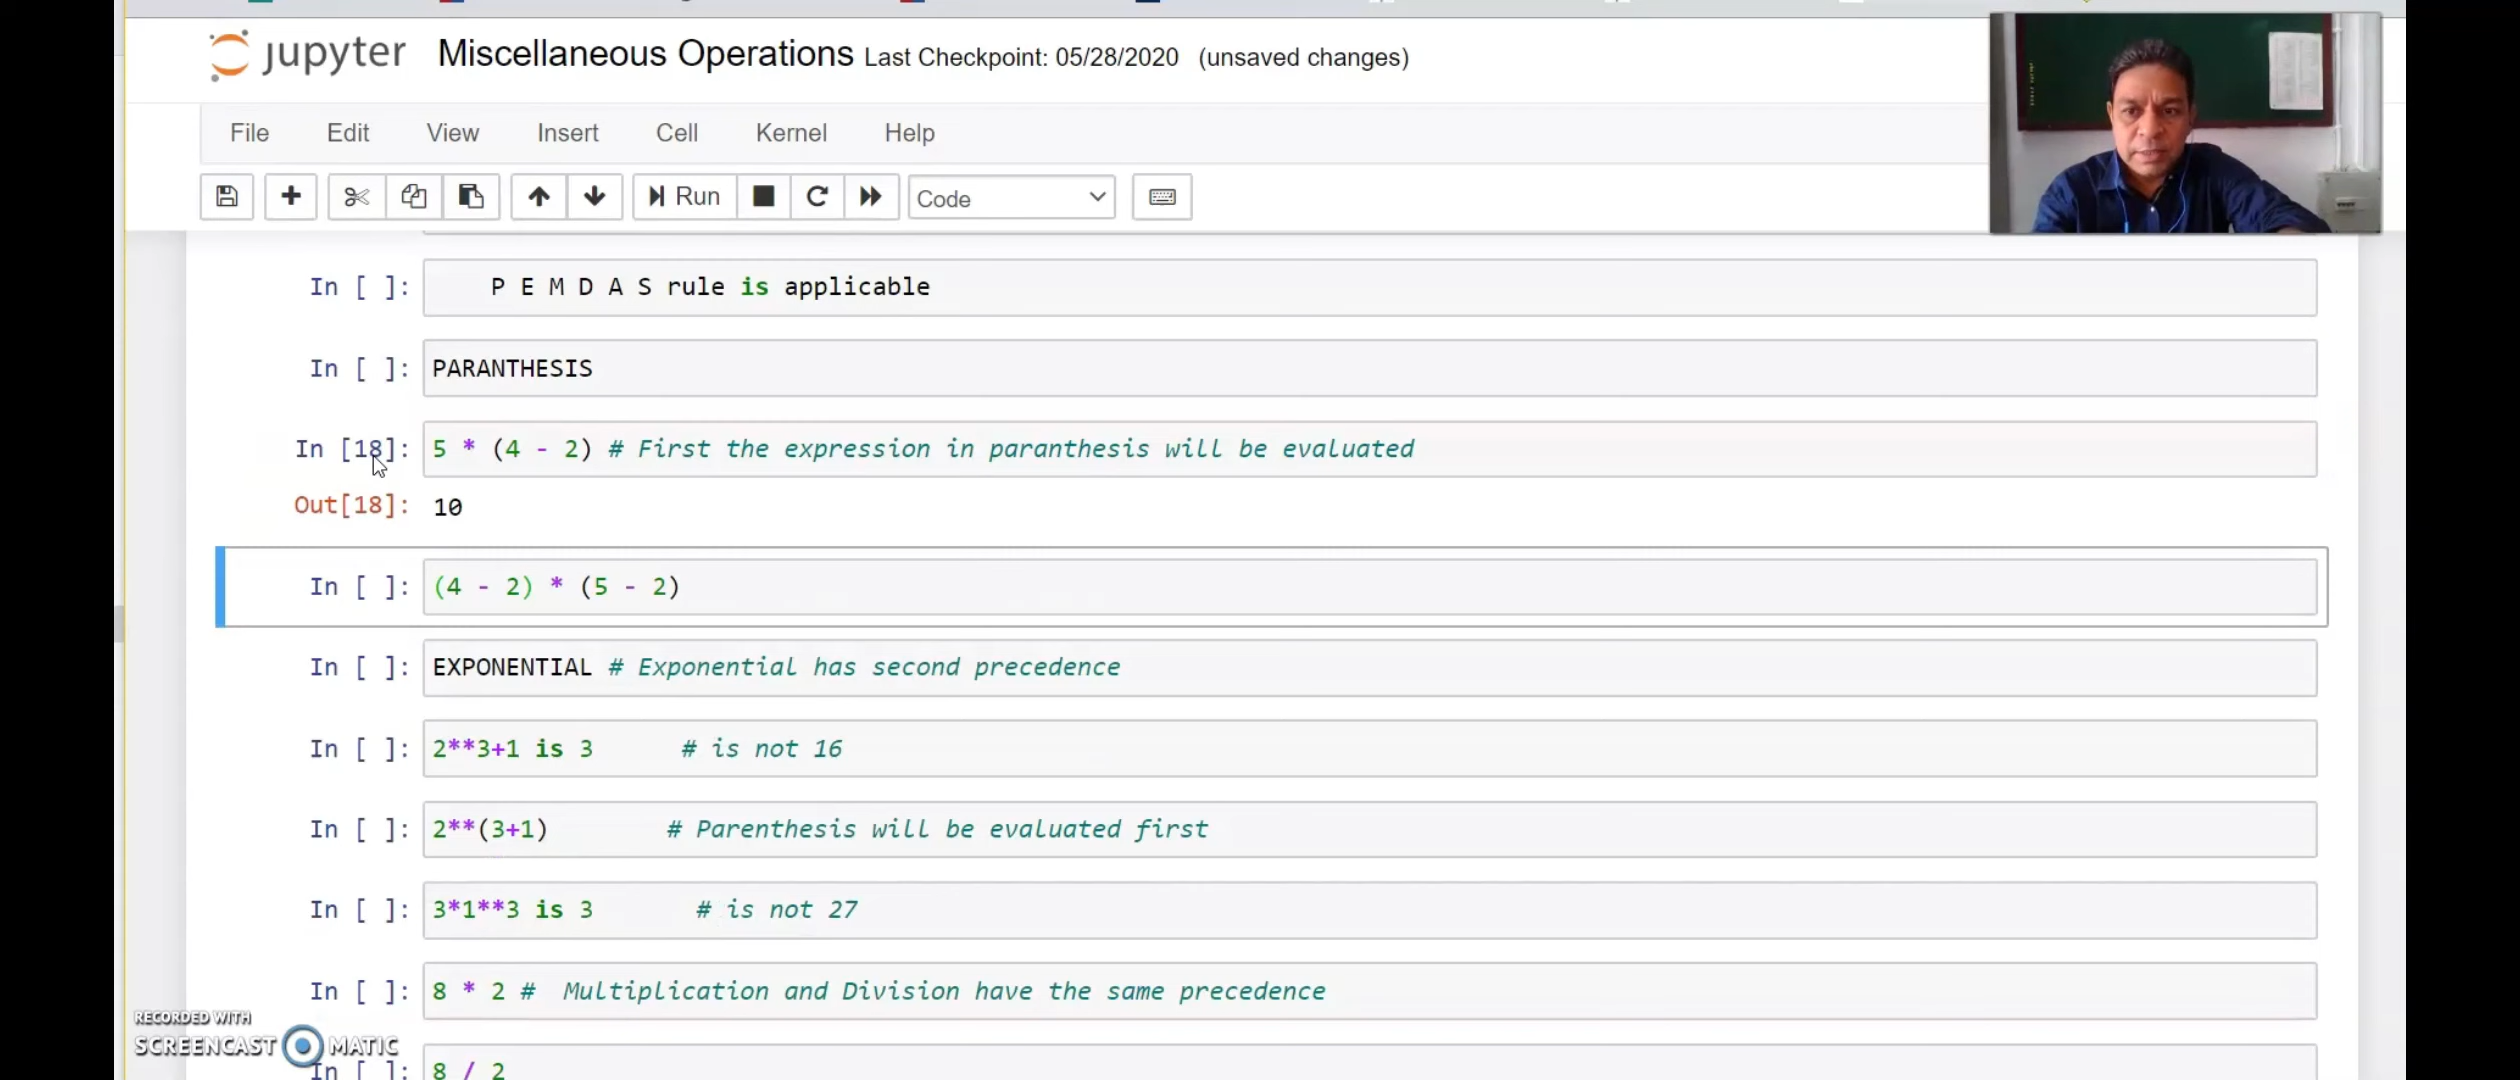 jupyter Miscellaneous Operations Last Checkpoint: 05/28/2020 (unsaved changes)
File Edit View Insert Cell Kernel Help
Run Code
In [ ]: P E M D A S rule is applicable
In [ ]: PARANTHESIS
In [18]: 5 * (4 - 2) # First the expression in paranthesis will be evaluated
Out[18]: 10
In [ ]: (4 - 2) * (5 - 2)
In [ ]: EXPONENTIAL # Exponential has second precedence
In [ ]: 2**3+1 is 3 # is not 16
In [ ]: 2**(3+1) # Parenthesis will be evaluated first
In [ ]: 3*1**3 is 3 # is not 27
In [ ]: 8 * 2 # Multiplication and Division have the same precedence
RECORDED WITH
SCREENCAST MATIC
In [ ]: 8 / 2